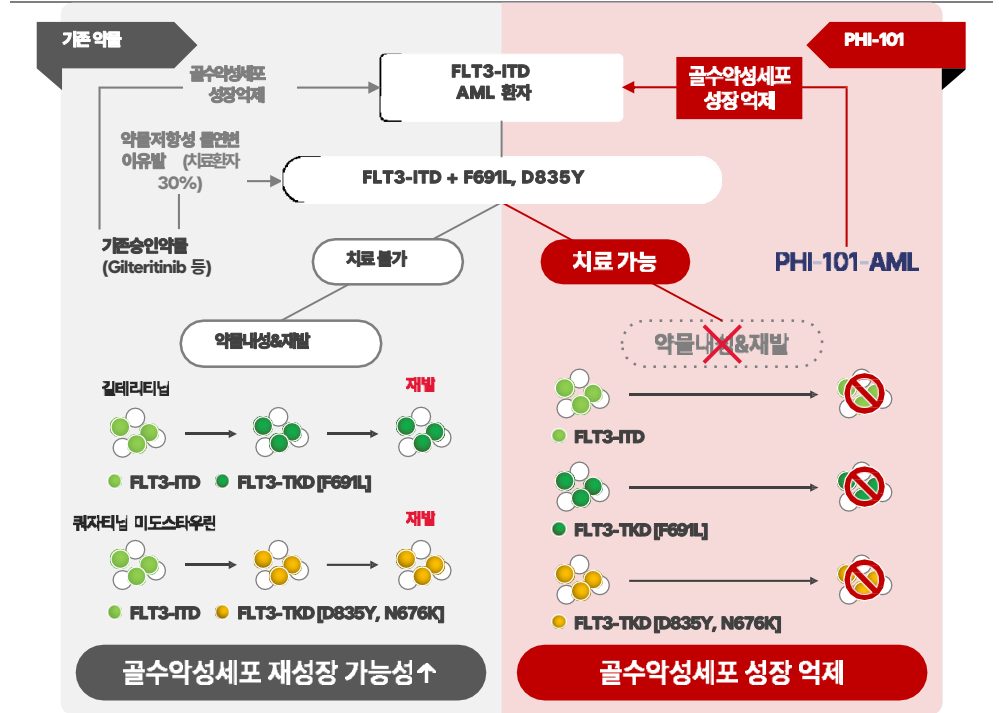 기존 약물
PHI-101
골수악성세포
성장억제
FLT3-ITD
AML 환자
골수악성세포
성장 억제
약물저항성 돌연변
이유발 (치료환자
30%)
FLT3-ITD + F691L, D835Y
기존승인약물
(Gilteritinib 등)
치료 불가
치료 가능
PHI-101-AML
약물내성&재발
약물내성&재발
길테리티닙
재발
FLT3-ITD
FLT3-TKD [F691L]
쿼자티닙 미도스타우린
재발
FLT3-ITD
FLT3-TKD [D835Y, N676K]
FLT3-ITD
FLT3-TKD [F691L]
FLT3-TKD [D835Y, N676K]
골수악성세포 재성장 가능성↑
골수악성세포 성장 억제